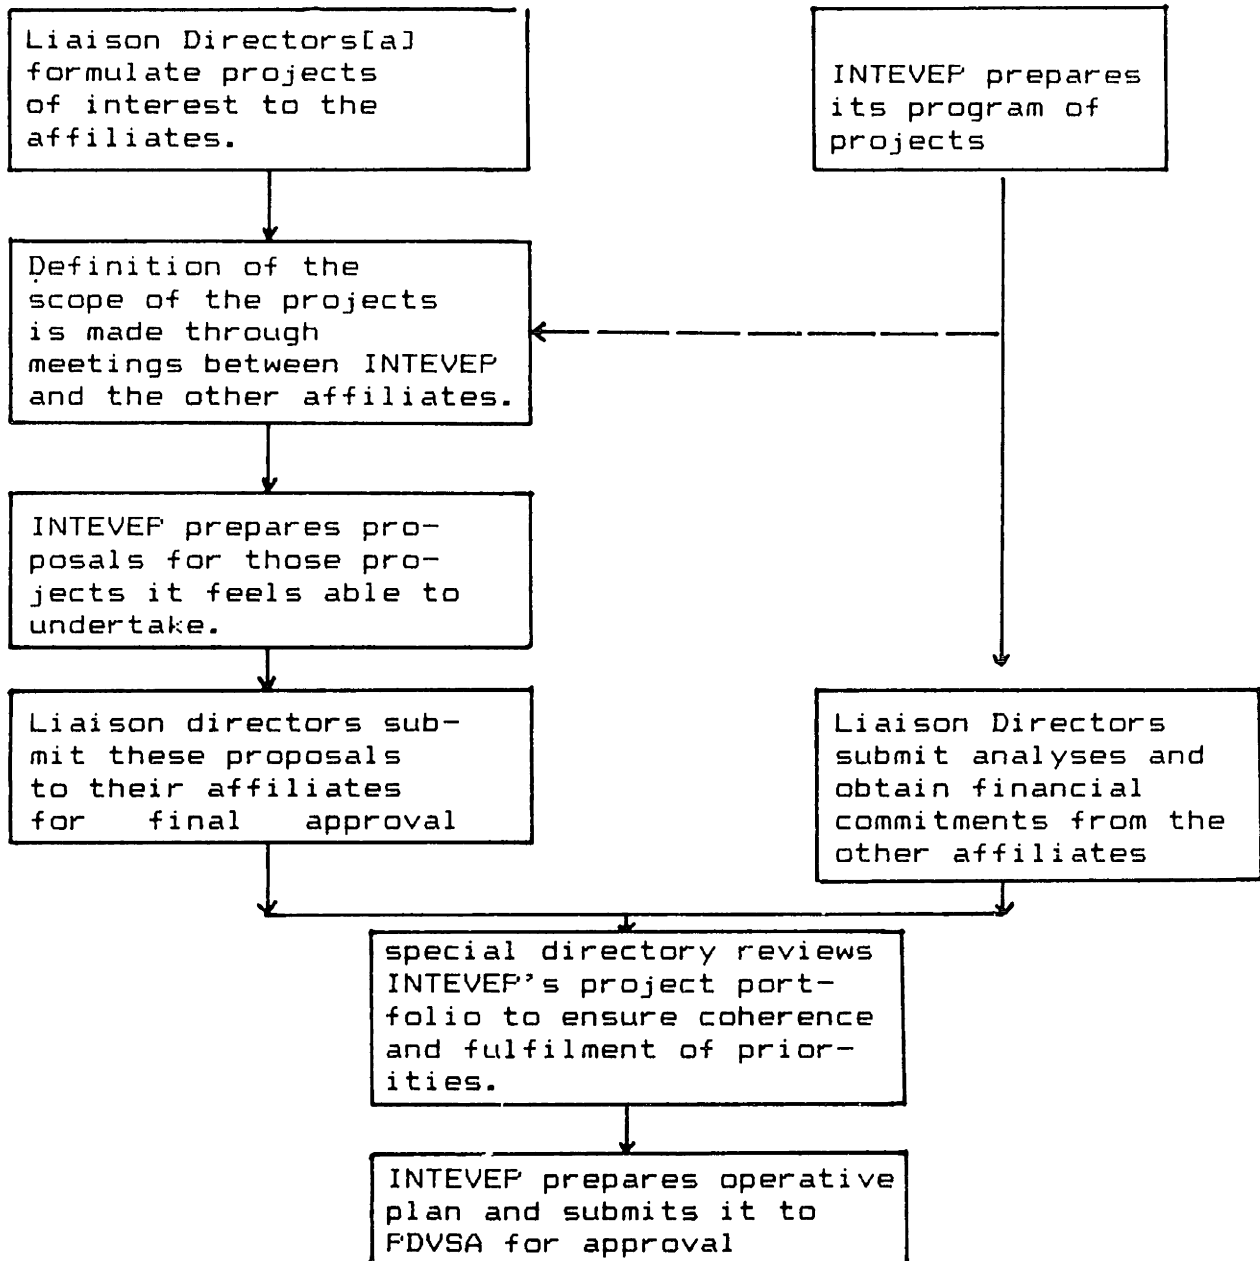 Liaison Directors[a]
formulate projects
of interest to the
affiliates.
INTEVEP prepares
its program of
projects
Definition of the
scope of the projects
is made through
meetings between INTEVEP
and the other affiliates.
INTEVEP prepares pro-
posals for those pro-
jects it feels able to
undertake.
Liaison directors sub-
mit these proposals
to their affiliates
for final approval
Liaison Directors
submit analyses and
obtain financial
commitments from the
other affiliates
special directory reviews
INTEVEP's project port-
folio to ensure coherence
and fulfilment of prior-
ities.
INTEVEP prepares operative
plan and submits it to
PDVSA for approval